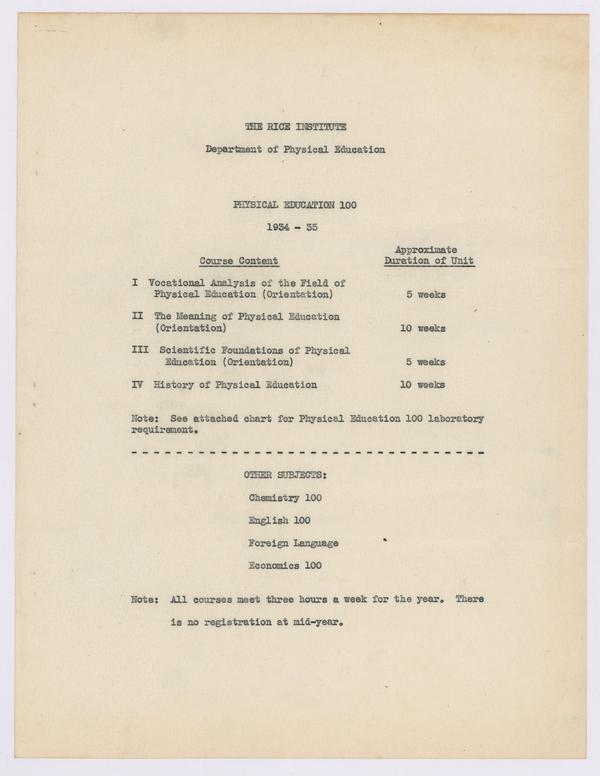 THE RICE INSTITUTE
Department of Physical Education
PHYSICAL EDUCATION 100
1934 - 35
Course Content
Approximate
Duration of Unit
I Vocational Analysis of the Field of
Physical Education (Orientation) 5 weeks
II The Meaning of Physical Education
(Orientation) 10 weeks
III Scientific Foundations of Physical
Education (Orientation) 5 weeks
IV History of Physical Education 10 weeks
Note: See attached chart for Physical Education 100 laboratory
requirement.
- - - - - - - - - - - - - - - - - - - - - - - - - - - - - - - - -
OTHER SUBJECTS:
Chemistry 100
English 100
Foreign Language
Economics 100
Note: All courses meet three hours a week for the year. There
is no registration at mid-year.